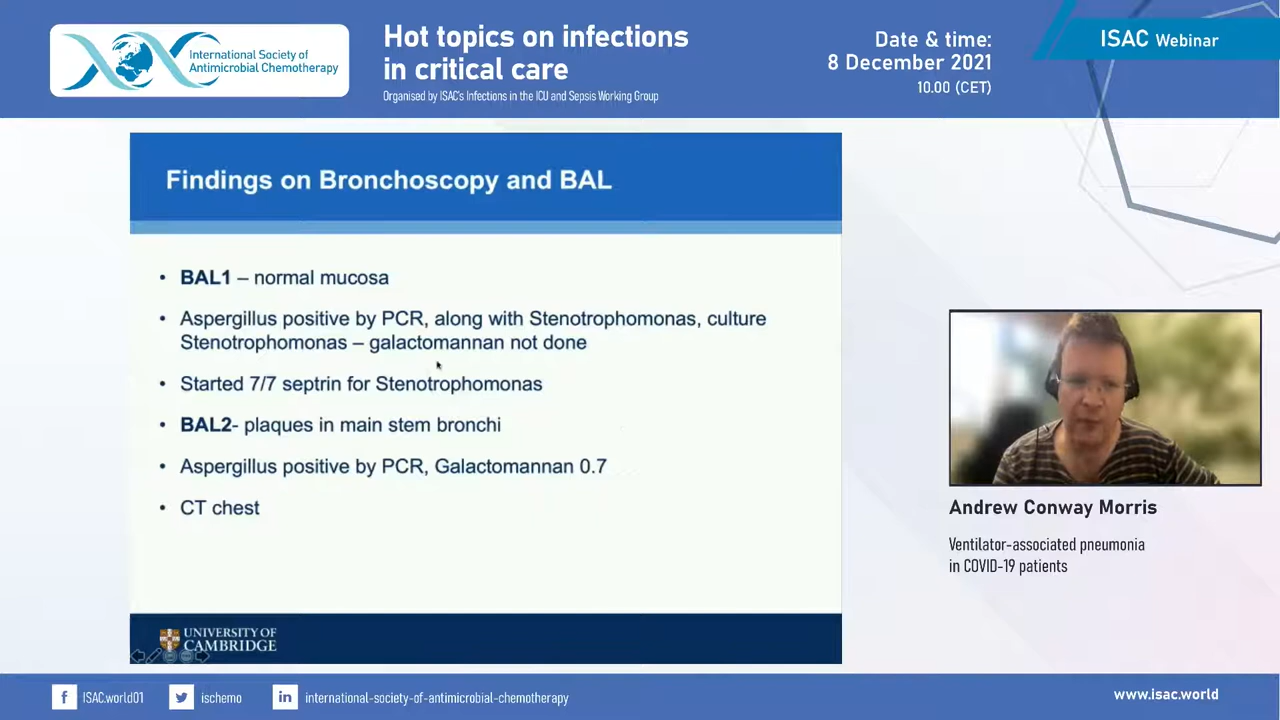 International Society of
Antimicrobial Chemotherapy
Hot topics on infections
in critical care
Organised by ISAC's Infections in the ICU and Sepsis Working Group
Date & time:
8 December 2021
10.00 (CET)
ISAC Webinar
Findings on Bronchoscopy and BAL
• BAL1 – normal mucosa
• Aspergillus positive by PCR, along with Stenotrophomonas, culture
Stenotrophomonas – galactomannan not done
• Started 7/7 septrin for Stenotrophomonas
• BAL2- plaques in main stem bronchi
• Aspergillus positive by PCR, Galactomannan 0.7
• CT chest
UNIVERSITY OF
CAMBRIDGE
Andrew Conway Morris
Ventilator-associated pneumonia
in COVID-19 patients
f ISAC.world01
ischemo
in international-society-of-antimicrobial-chemotherapy
www.isac.world